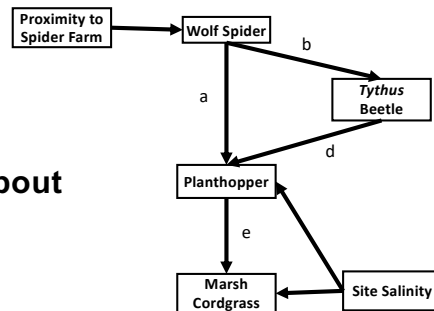 Proximity to
Spider Farm
Wolf Spider
b
a
Tythus
Beetle
d
bout
Planthopper
e
Marsh
Cordgrass
Site Salinity